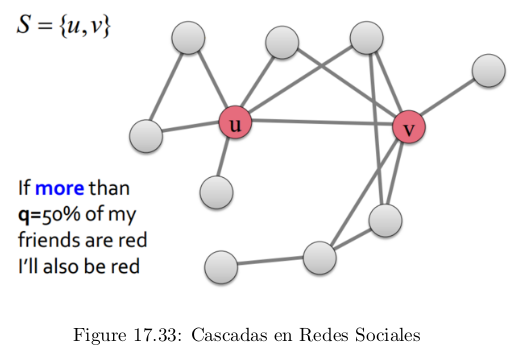 S = {u, v}
u
v
If more than
q=50% of my
friends are red
I'll also be red
Figure 17.33: Cascadas en Redes Sociales